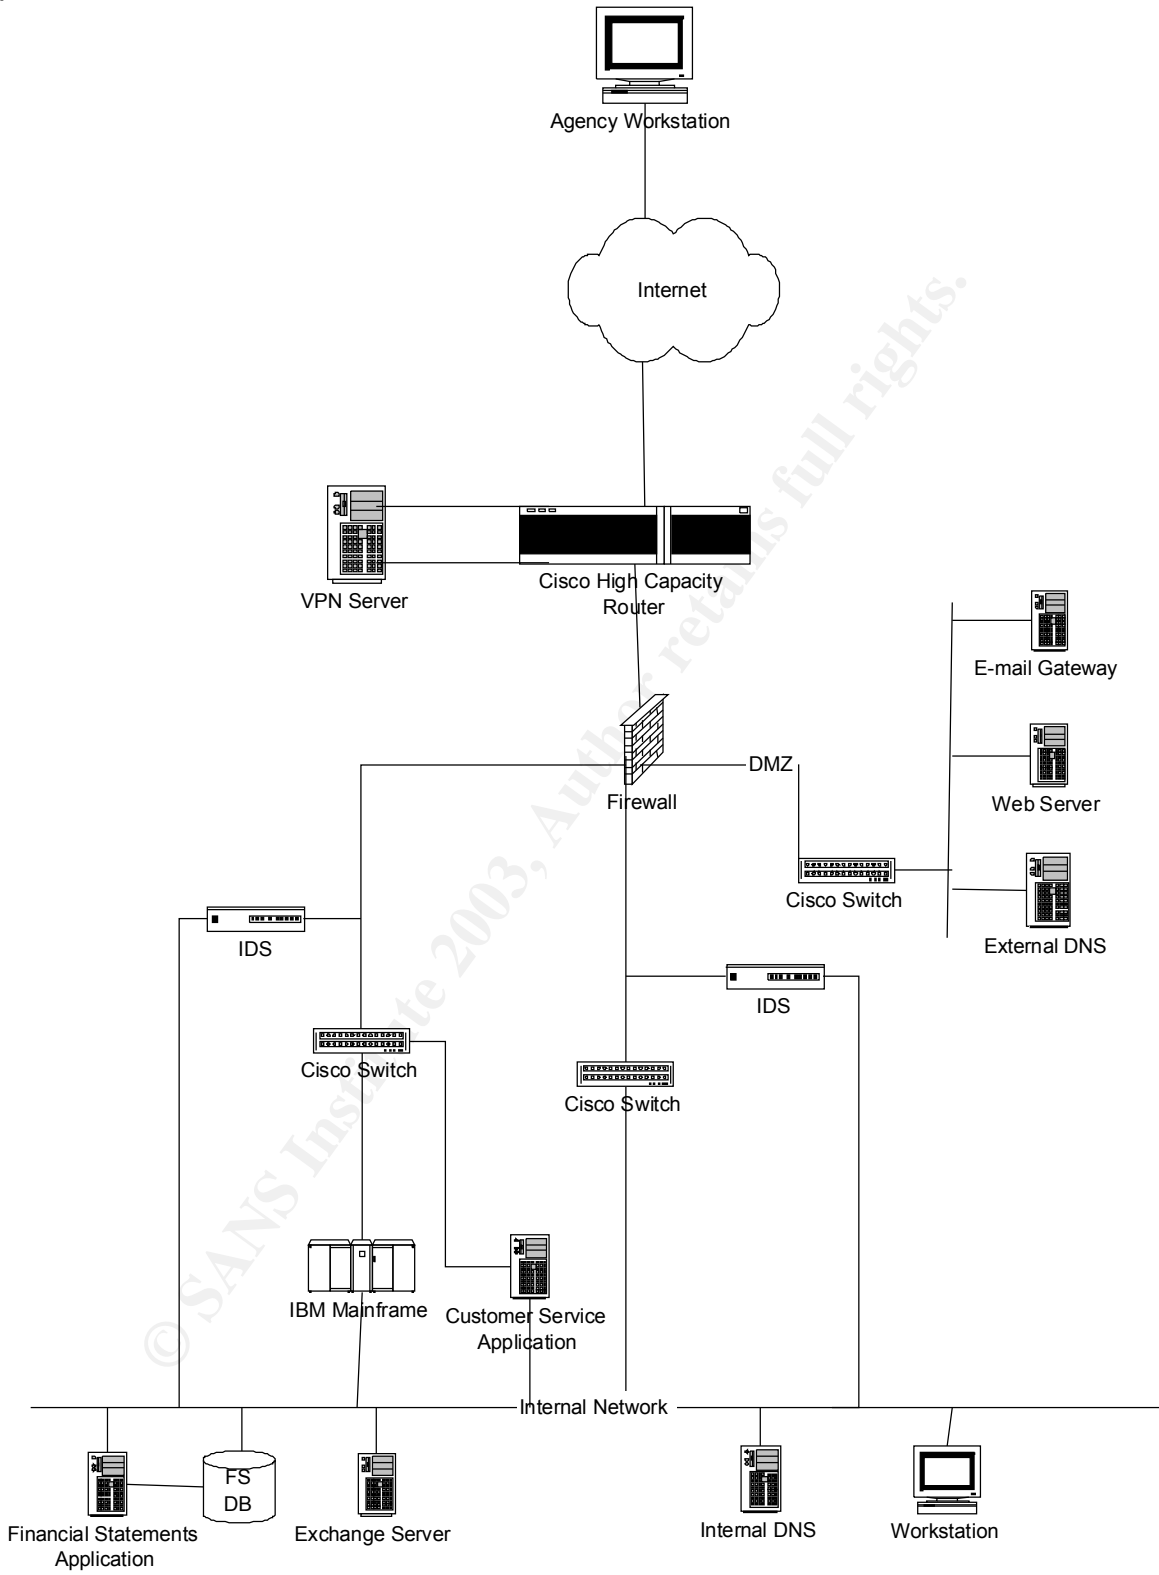 Agency Workstation
Internet
VPN Server
Cisco High Capacity
Router
E-mail Gateway
DMZ
Firewall
Web Server
Cisco Switch
IDS
External DNS
IDS
Cisco Switch
Cisco Switch
IBM Mainframe
Customer Service
Application
Internal Network
FS
DB
Financial Statements
Application
Exchange Server
Internal DNS
Workstation
© SANS Institute 2003, Author retains full rights.